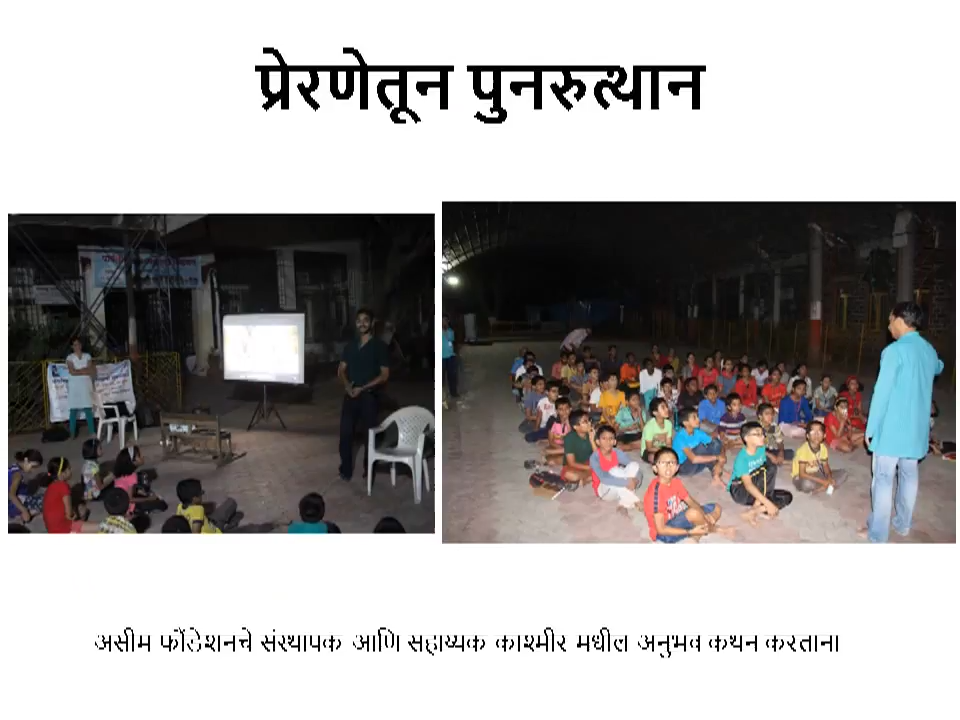 प्रेरणेतून पुनरुत्थान
असीम फौंडेशनचे संस्थापक आणि सहाय्यक काश्मीर मधील अनुभव कथन करताना